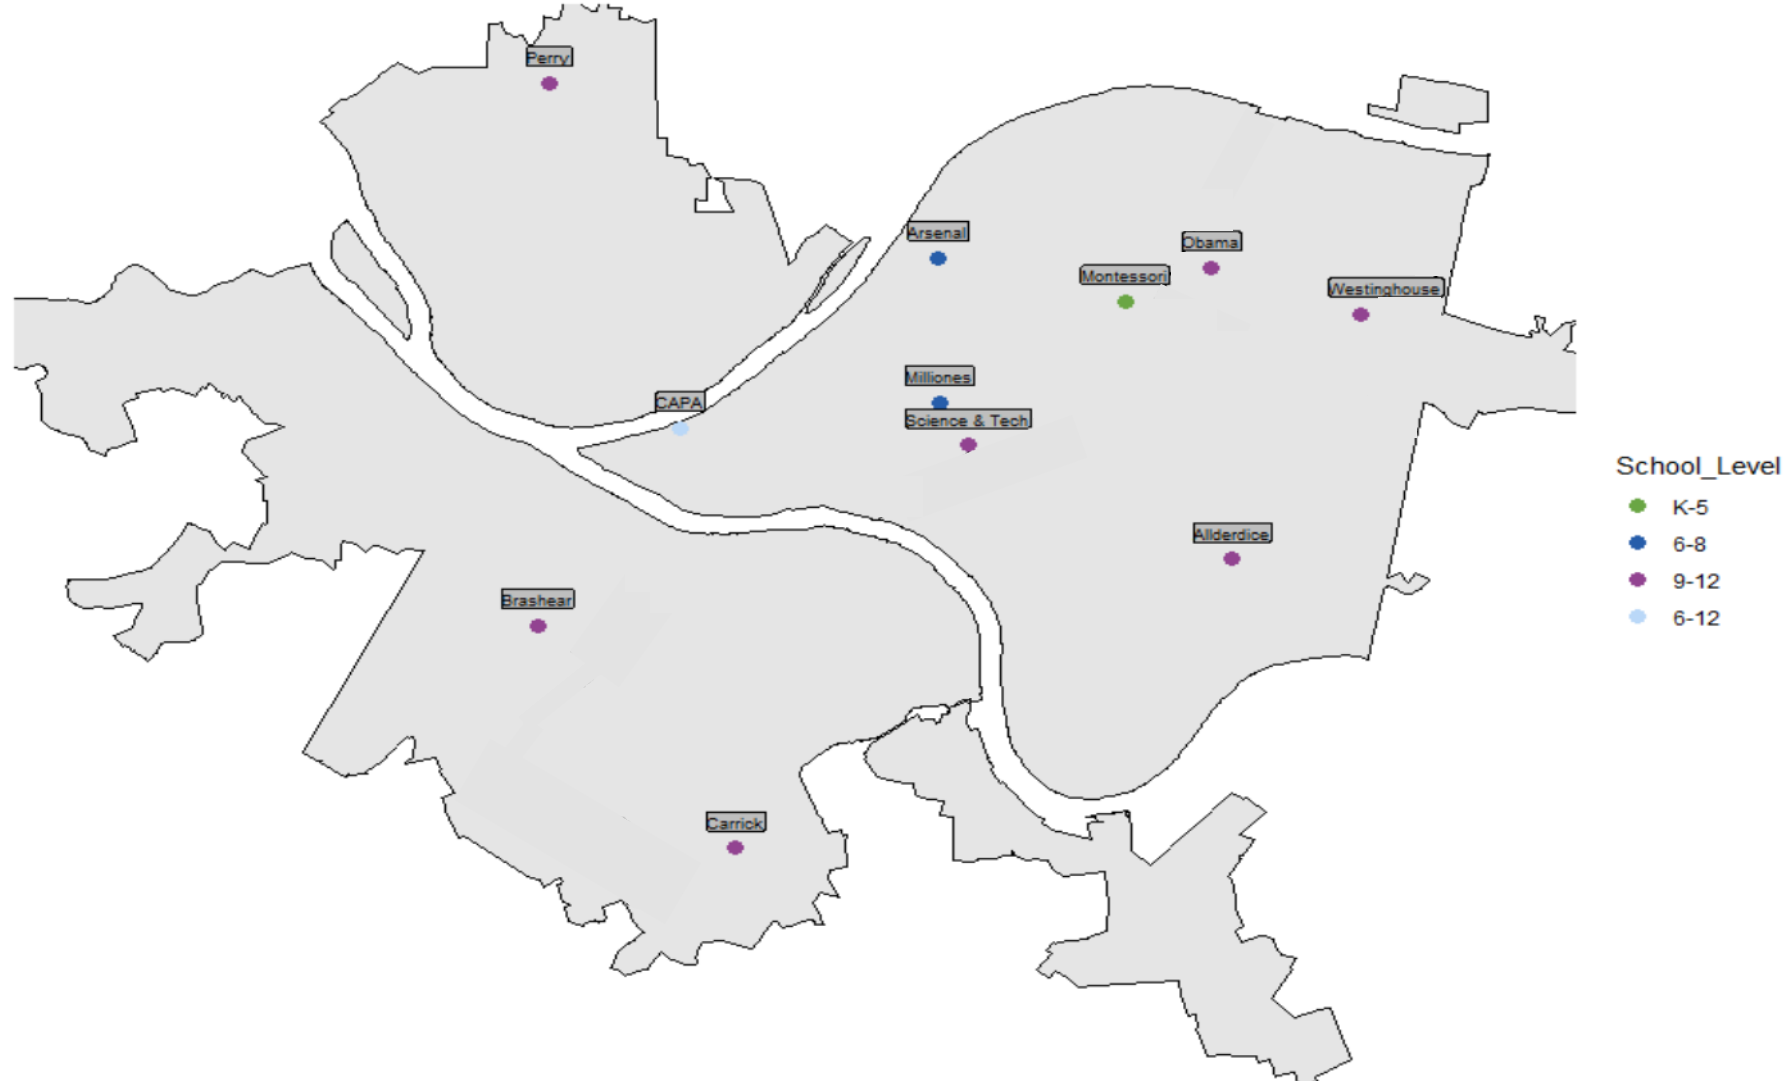 Perry
Arsenal
Obama
Montessori
Westinghouse
Milliones
CAPA
Science & Tech
Allderdice
Brashear
Carrick
School_Level
K-5
6-8
9-12
6-12